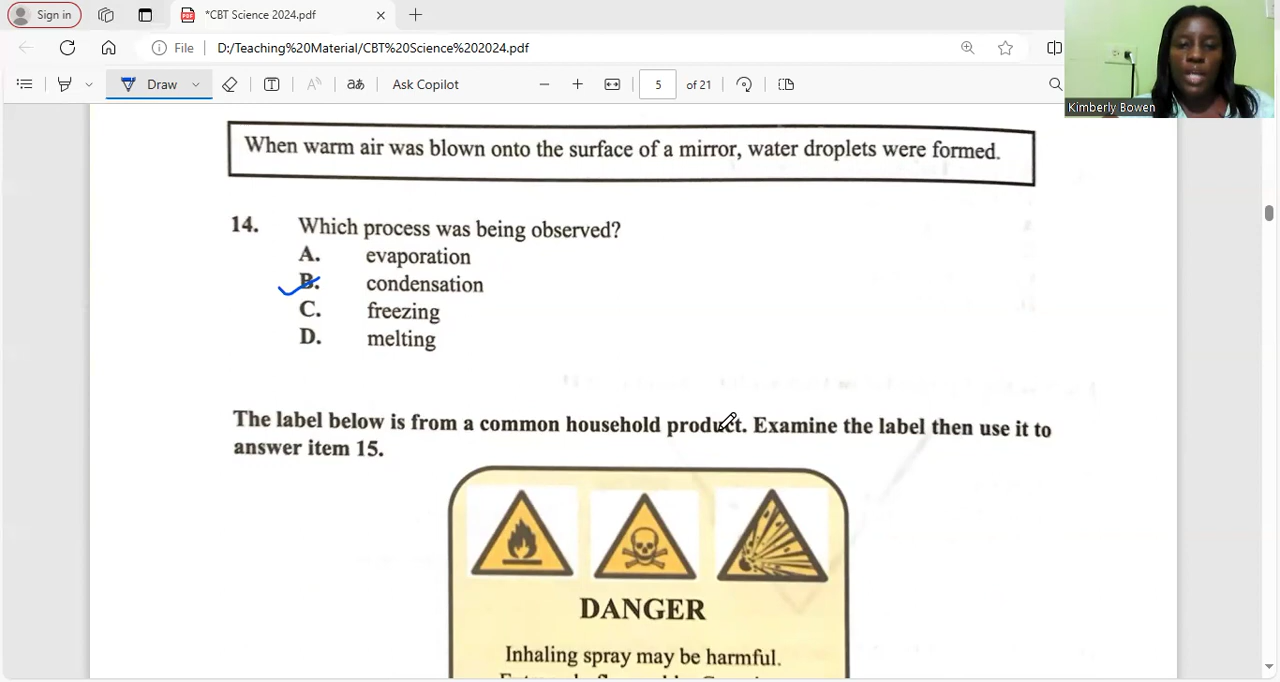 Sign in
*CBT Science 2024.pdf
File
D:/Teaching%20Material/CBT%20Science%202024.pdf
Draw
Ask Copilot
5
of 21
Kimberly Bowen
When warm air was blown onto the surface of a mirror, water droplets were formed.
14. Which process was being observed?
A. evaporation
B. condensation
C. freezing
D. melting
The label below is from a common household product. Examine the label then use it to
answer item 15.
DANGER
Inhaling spray may be harmful.